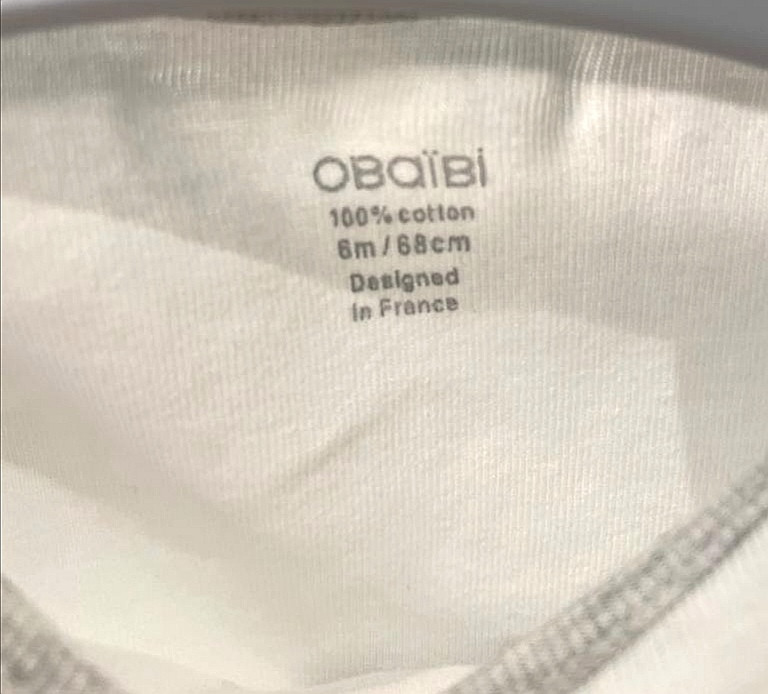 OBaïBi
100% cotton
6m/68cm
Designed
in France